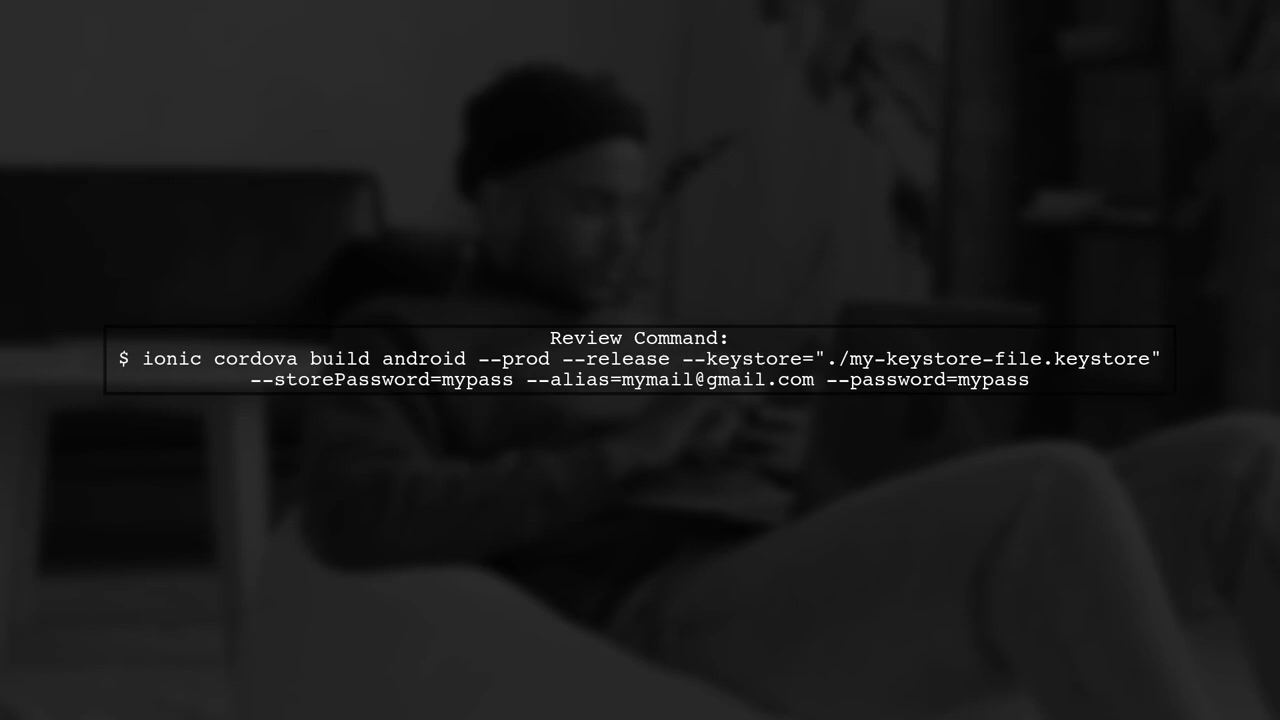 Review Command:
$ ionic cordova build android --prod --release --keystore="./my-keystore-file.keystore"
--storePassword=mypass --alias=mymail@gmail.com --password=mypass